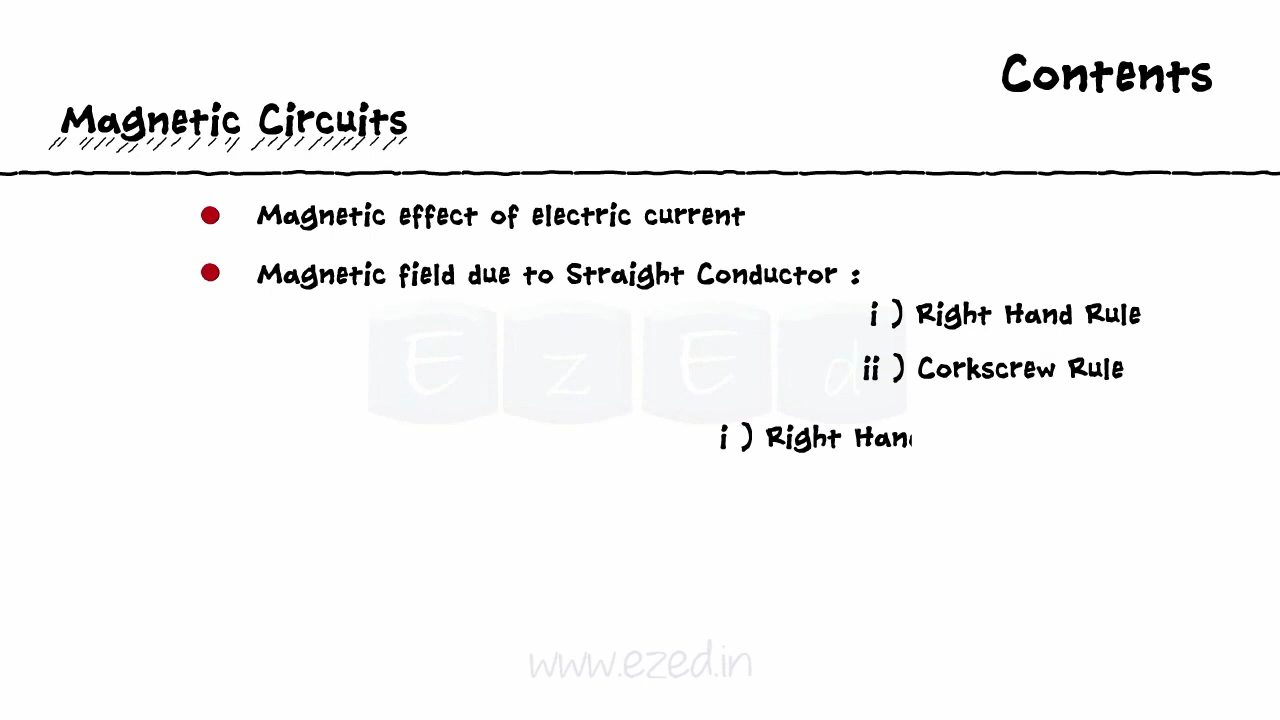 Contents
Magnetic Circuits
Magnetic effect of electric current
Magnetic field due to Straight Conductor :
i ) Right Hand Rule
ii ) Corkscrew Rule
E z E d
i ) Right
www.ezed.in